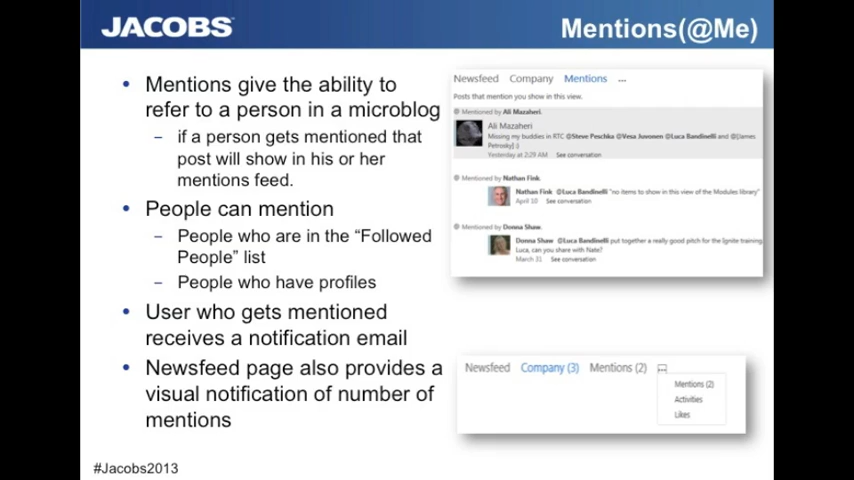 JACOBS
Mentions(@Me)
• Mentions give the ability to
refer to a person in a microblog
– if a person gets mentioned that
post will show in his or her
mentions feed.
• People can mention
– People who are in the “Followed
People” list
– People who have profiles
• User who gets mentioned
receives a notification email
• Newsfeed page also provides a
visual notification of number of
mentions
Newsfeed Company Mentions ...
Posts that mention you show in this view.
Mentioned by Ali Mazaheri.
Ali Mazaheri
Missing my buddies in RTC @Steve Peschka @Vesa Juvonen @Luca Bandinelli and @[James
Petrosky] :)
Yesterday at 2:29 AM See conversation
Mentioned by Nathan Fink.
Nathan Fink @Luca Bandinelli "no items to show in this view of the Modules library"
April 10 See conversation
Mentioned by Donna Shaw.
Donna Shaw @Luca Bandinelli put together a really good pitch for the Ignite training
Luca, can you share with Nate?
March 31 See conversation
Newsfeed Company (3) Mentions (2)
Mentions (2)
Activities
Likes
#Jacobs2013